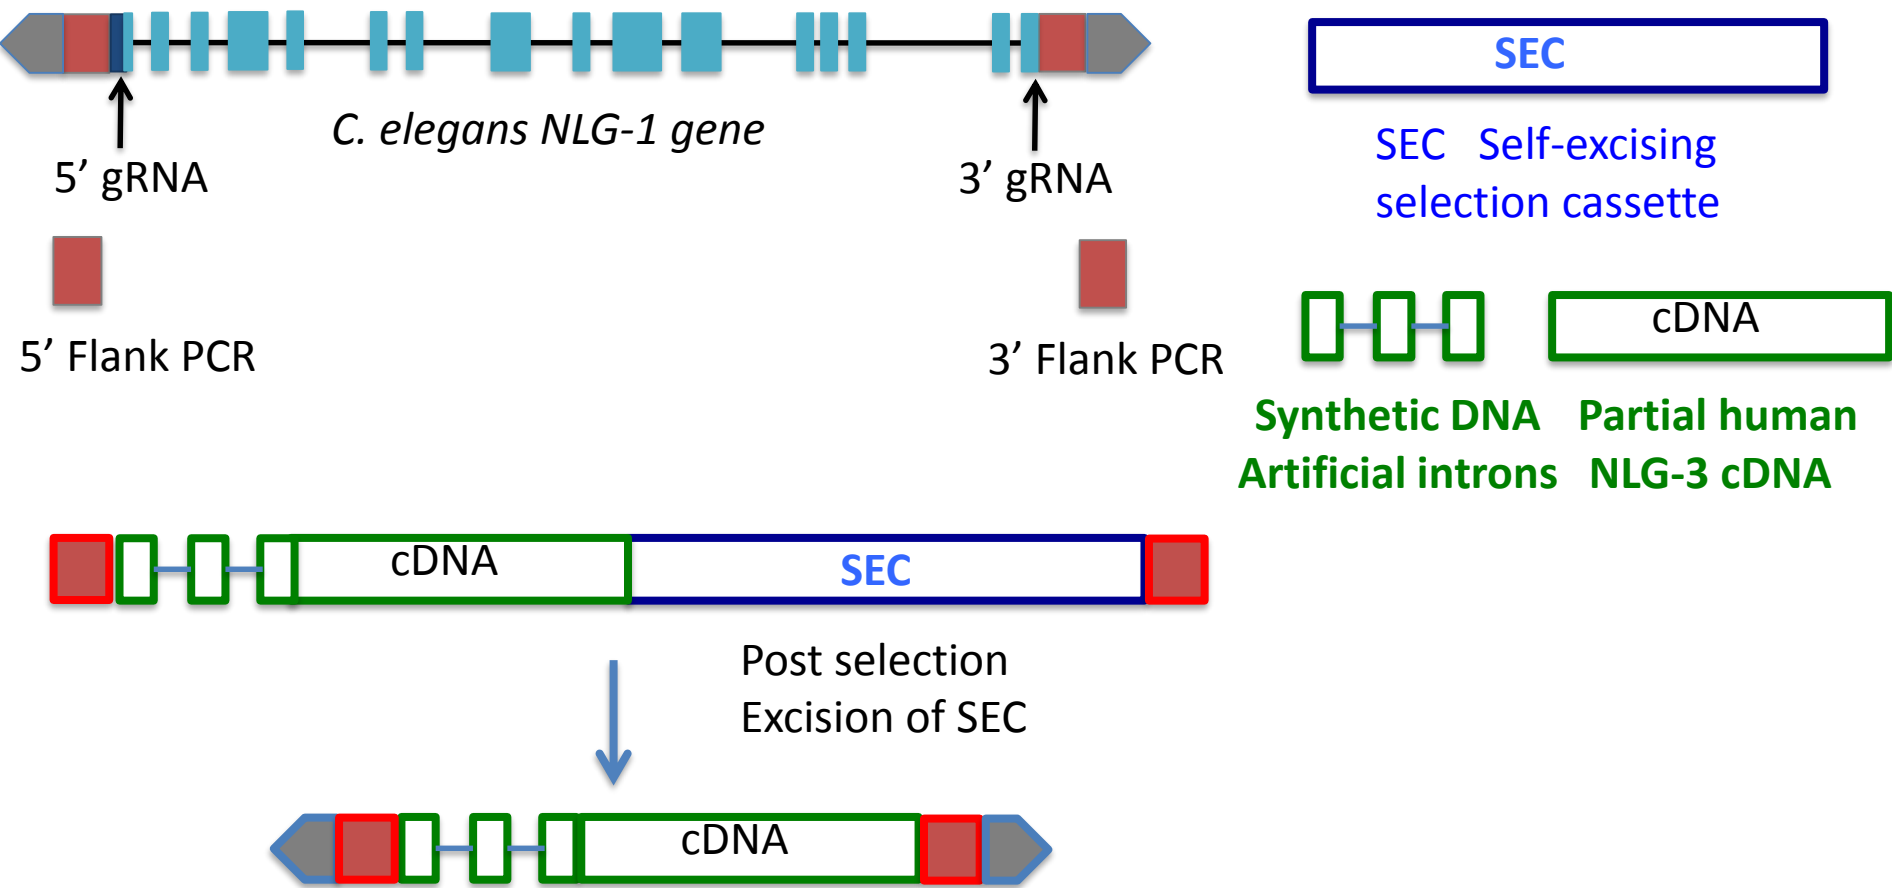 SEC
C. elegans NLG-1 gene
5’ gRNA
3’ gRNA
SEC Self-excising
selection cassette
5’ Flank PCR
3’ Flank PCR
cDNA
Synthetic DNA
Artificial introns
Partial human
NLG-3 cDNA
cDNA
SEC
Post selection
Excision of SEC
cDNA